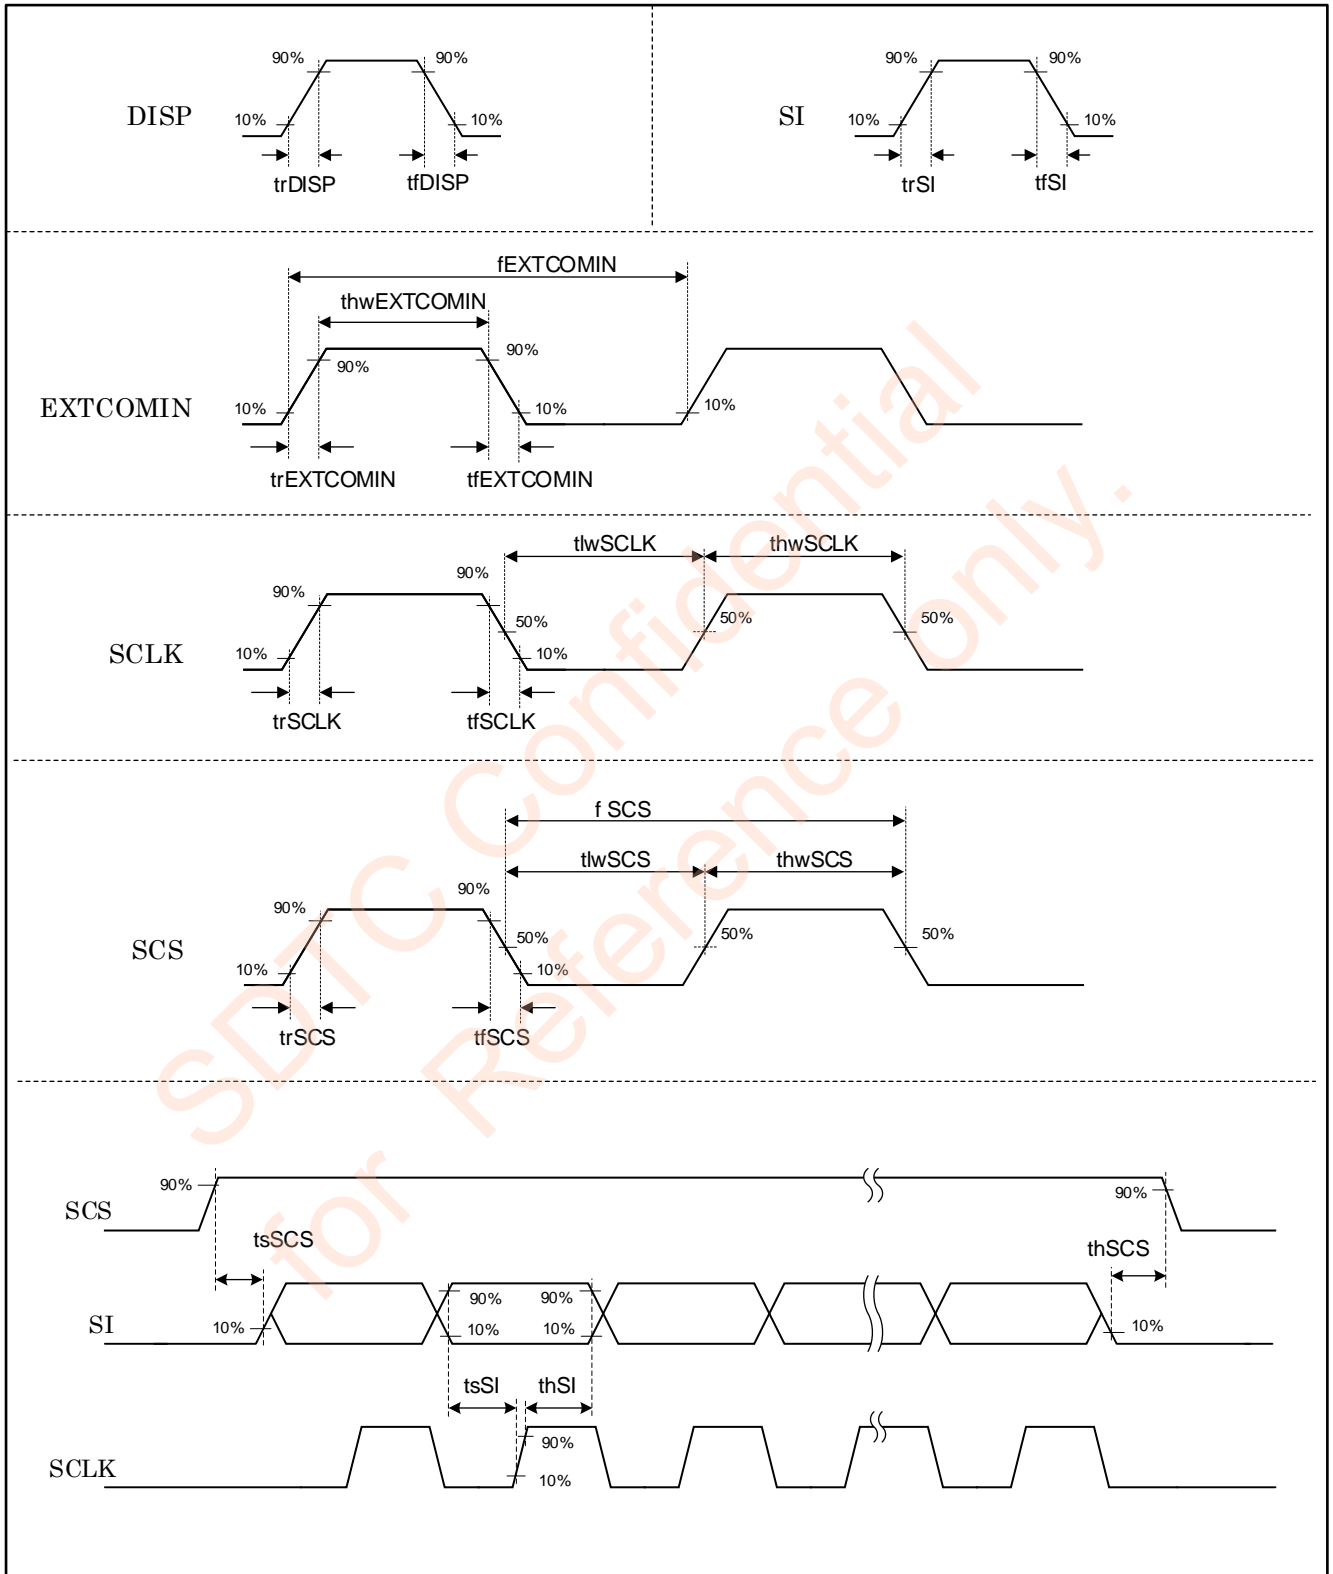 90% 90% 90% 90%
DISP SI
10% 10% 10% 10%
trDISP tfDISP trSI tfSI
fEXTCOMIN
thwEXTCOMIN
90% 90%
EXTCOMIN
10% 10% 10%
trEXTCOMIN tfEXTCOMIN
tlwSCLK thwSCLK
90% 90%
50% 50% 50%
SCLK
10% 10%
trSCLK tfSCLK
f SCS
tlwSCS thwSCS
90% 90%
50% 50% 50%
SCS
10% 10%
trSCS tfSCS
90% 90%
SCS
tsSCS thSCS
90% 90%
SI
10% 10% 10% 10%
tsSI thSI
90%
SCLK
10%
SDTC Confidential
for Reference only.